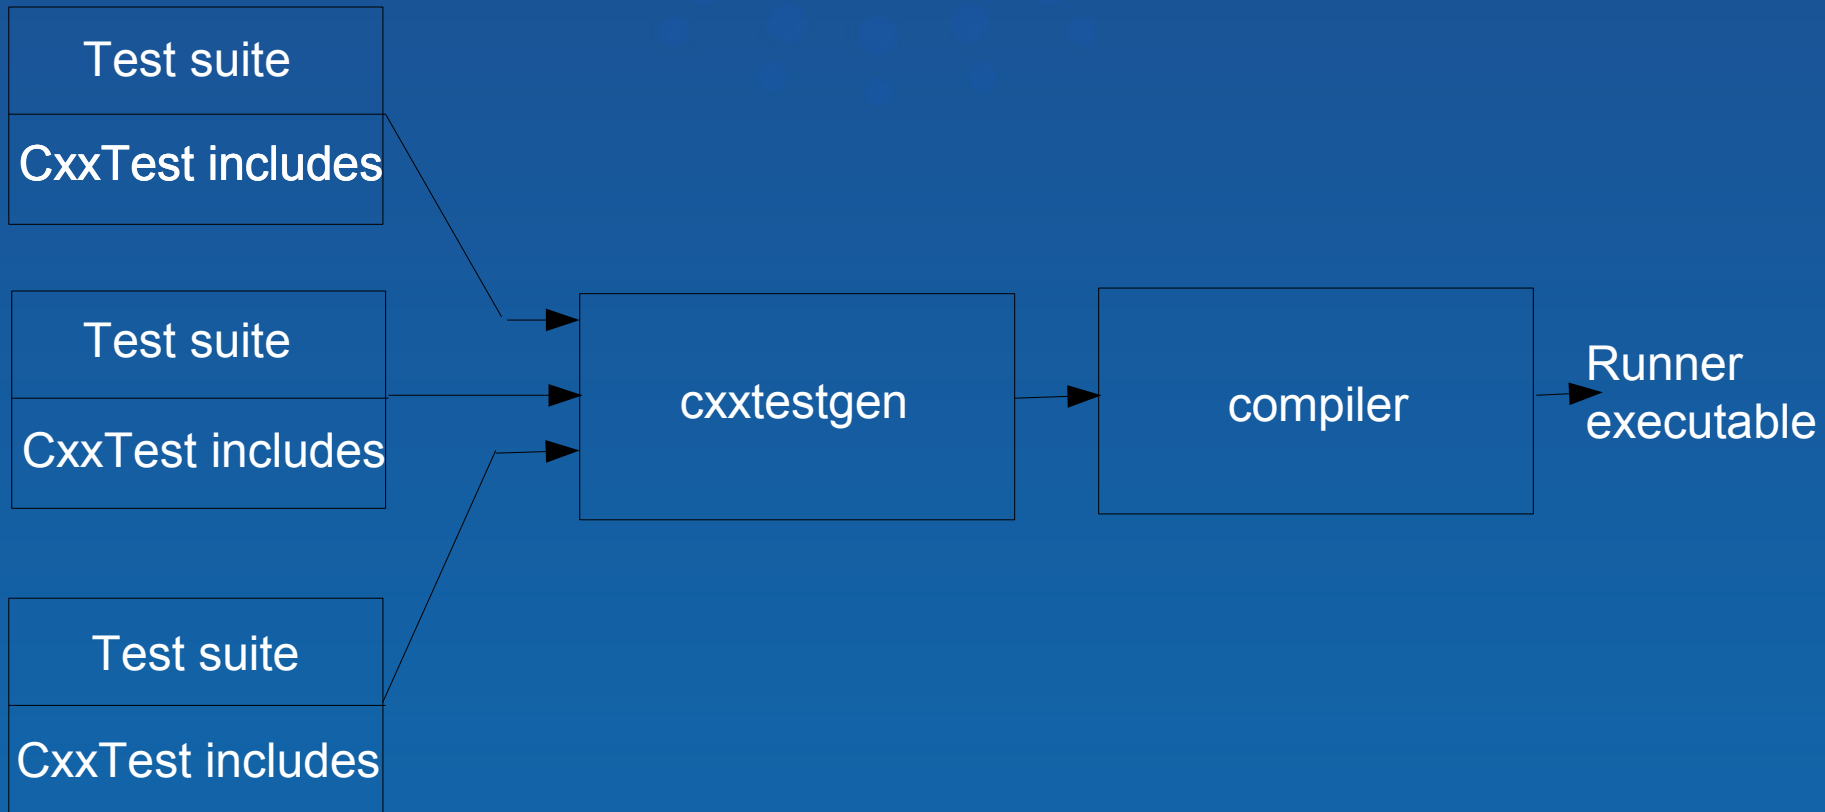 Test suite
CxxTest includes
Test suite
CxxTest includes
Test suite
CxxTest includes
cxxtestgen
compiler
Runner
executable